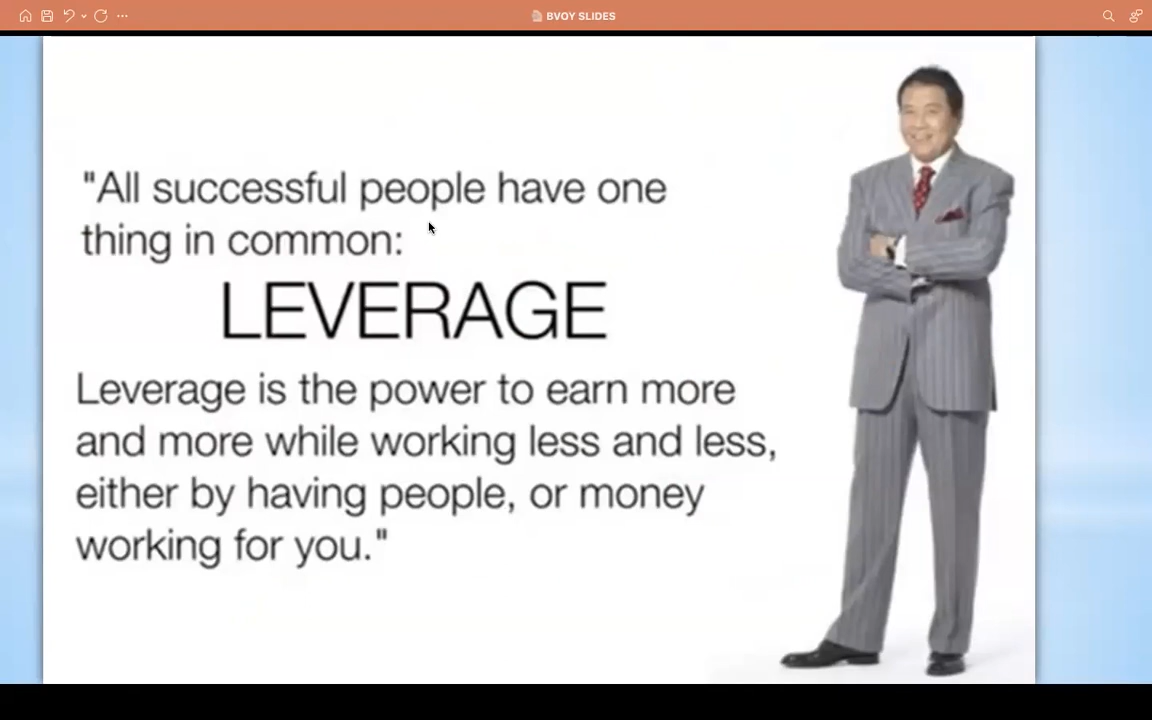 BVOY SLIDES
"All successful people have one
thing in common:
LEVERAGE
Leverage is the power to earn more
and more while working less and less,
either by having people, or money
working for you."